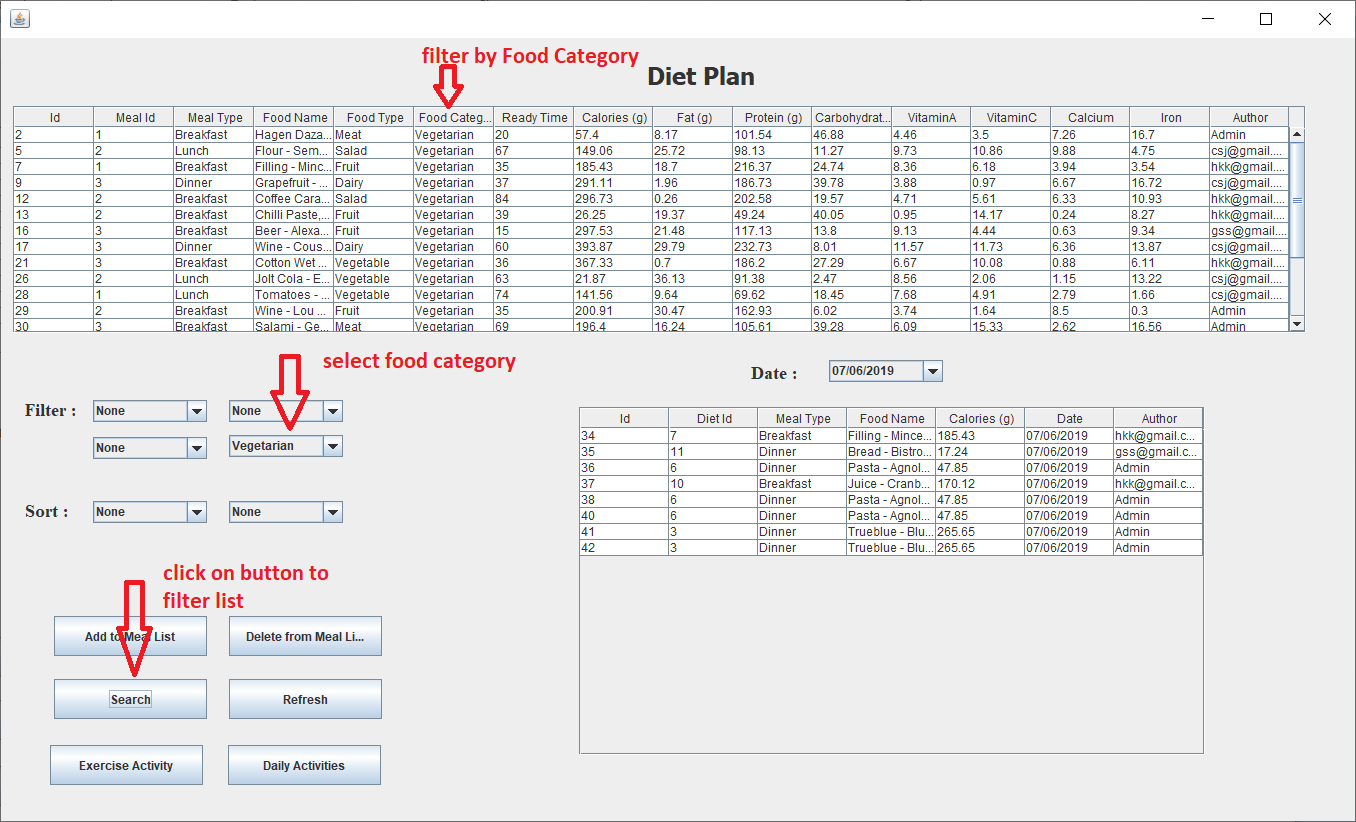 filter by Food Category
Diet Plan
Id Meal Id Meal Type Food Name Food Type Food Categ... Ready Time Calories (g) Fat (g) Protein (g) Carbohydrat... VitaminA VitaminC Calcium Iron Author
2 1 Breakfast Hagen Daza... Meat Vegetarian 20 57.4 8.17 101.54 46.88 4.46 3.5 7.26 16.7 Admin
5 2 Lunch Flour - Sem... Salad Vegetarian 67 149.06 25.72 98.13 11.27 9.73 10.86 9.88 4.75 csj@gmail....
7 1 Breakfast Filling - Minc... Fruit Vegetarian 35 185.43 18.7 216.37 24.74 8.36 6.18 3.94 3.54 hkk@gmail....
9 3 Dinner Grapefruit - ... Dairy Vegetarian 37 291.11 1.96 186.73 39.78 3.88 0.97 6.67 16.72 csj@gmail....
12 2 Breakfast Coffee Cara... Salad Vegetarian 84 296.73 0.26 202.58 19.57 4.71 5.61 6.33 10.93 hkk@gmail....
13 2 Breakfast Chilli Paste,... Fruit Vegetarian 39 26.25 19.37 49.24 40.05 0.95 14.17 0.24 8.27 hkk@gmail....
16 3 Breakfast Beer - Alexa... Fruit Vegetarian 15 297.53 21.48 117.13 13.8 9.13 4.44 0.63 9.34 gss@gmail....
17 3 Dinner Wine - Cous... Dairy Vegetarian 60 393.87 29.79 232.73 8.01 11.57 11.73 6.36 13.87 csj@gmail....
21 3 Breakfast Cotton Wet ... Vegetable Vegetarian 36 367.33 0.7 186.2 27.29 6.67 10.08 0.88 6.11 hkk@gmail....
26 2 Lunch Jolt Cola - E... Vegetable Vegetarian 63 21.87 36.13 91.38 2.47 8.56 2.06 1.15 13.22 csj@gmail....
28 1 Lunch Tomatoes - ... Vegetable Vegetarian 74 141.56 9.64 69.62 18.45 7.68 4.91 2.79 1.66 csj@gmail....
29 2 Breakfast Wine - Lou ... Fruit Vegetarian 35 200.91 30.47 162.93 6.02 3.74 1.64 8.5 0.3 Admin
30 3 Breakfast Salami - Ge... Meat Vegetarian 69 196.4 16.24 105.61 39.28 6.09 15.33 2.62 16.56 Admin
select food category
Date : 07/06/2019
Filter : None None
None Vegetarian
Sort : None None
Id Diet Id Meal Type Food Name Calories (g) Date Author
34 7 Breakfast Filling - Mince... 185.43 07/06/2019 hkk@gmail.c...
35 11 Dinner Bread - Bistro... 17.24 07/06/2019 gss@gmail.c...
36 6 Dinner Pasta - Agnol... 47.85 07/06/2019 Admin
37 10 Breakfast Juice - Cranb... 170.12 07/06/2019 hkk@gmail.c...
38 6 Dinner Pasta - Agnol... 47.85 07/06/2019 Admin
40 6 Dinner Pasta - Agnol... 47.85 07/06/2019 Admin
41 3 Dinner Trueblue - Blu... 265.65 07/06/2019 Admin
42 3 Dinner Trueblue - Blu... 265.65 07/06/2019 Admin
click on button to
filter list
Add to Meal List Delete from Meal Li...
Search Refresh
Exercise Activity Daily Activities